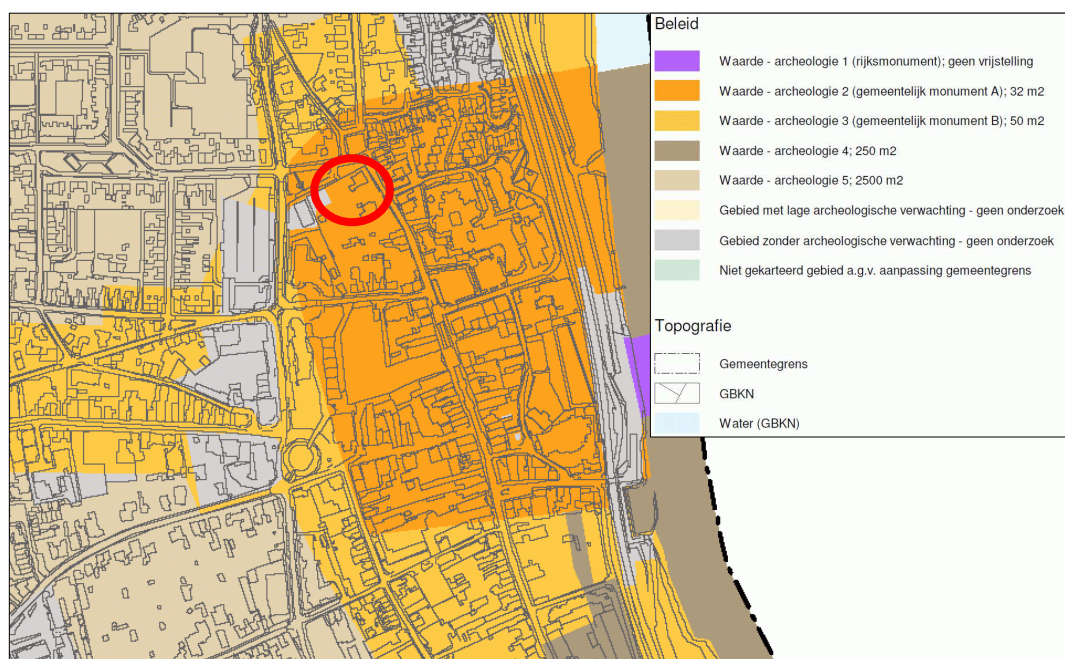 Beleid
Waarde - archeologie 1 (rijksmonument); geen vrijstelling
Waarde - archeologie 2 (gemeentelijk monument A); 32 m2
Waarde - archeologie 3 (gemeentelijk monument B); 50 m2
Waarde - archeologie 4; 250 m2
Waarde - archeologie 5; 2500 m2
Gebied met lage archeologische verwachting - geen onderzoek
Gebied zonder archeologische verwachting - geen onderzoek
Niet gekarteerd gebied a.g.v. aanpassing gemeentegrens
Topografie
Gemeentegrens
GBKN
Water (GBKN)